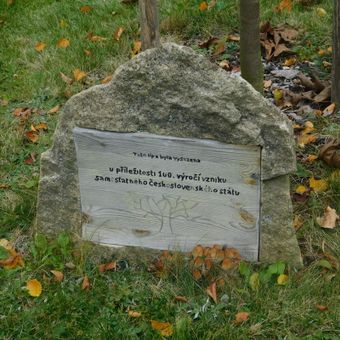 Tato lípa byla vysazena
u příležitosti 100. výročí vzniku
samostatného československého státu